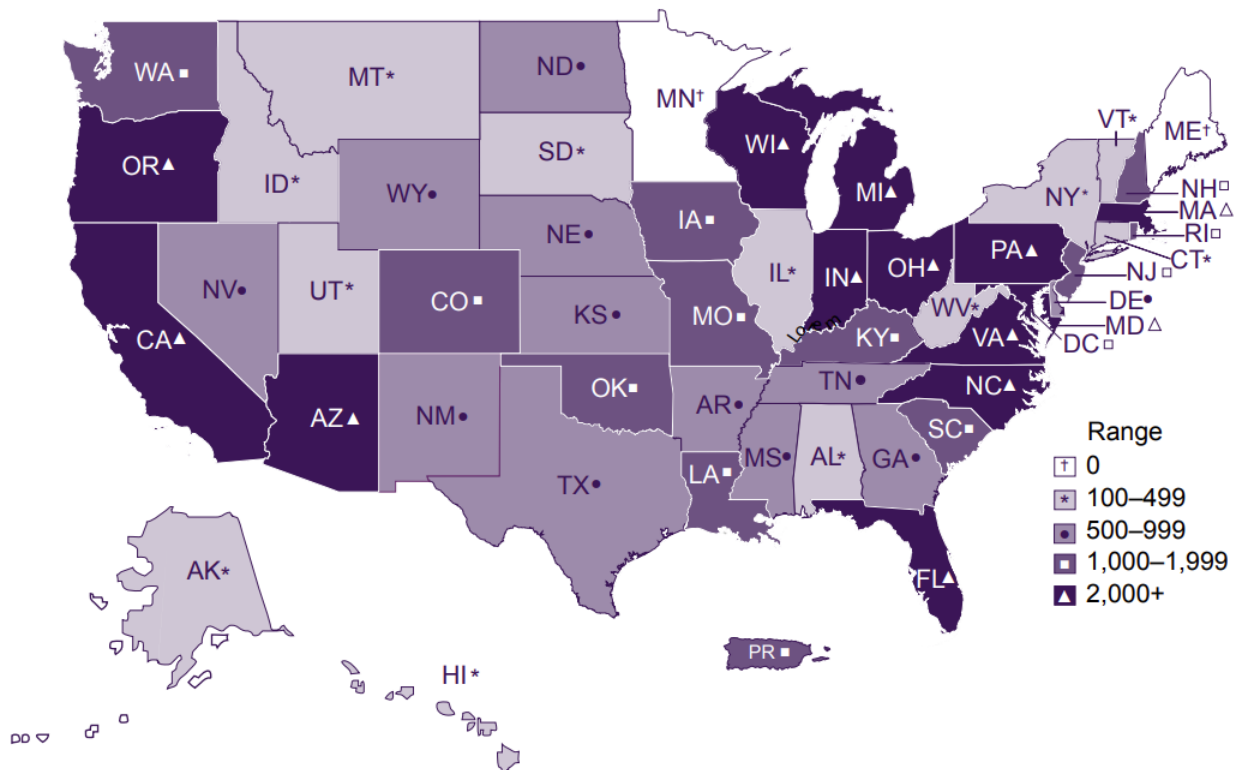 WA
MT*
ND
MN†
VT*
ME†
OR
ID*
SD*
WI
MI
NY*
NH
MA
RI
CT*
WY
IA
NE
PA
NJ
NV
UT*
CO
KS
MO
IL*
IN
OH
WV*
DE
MD
DC
CA
KY
VA
AZ
NM
OK
AR
TN
NC
SC
TX
LA
MS
AL*
GA
FL
AK*
HI*
PR
Range
† 0
* 100–499
● 500–999
■ 1,000–1,999
▲ 2,000+